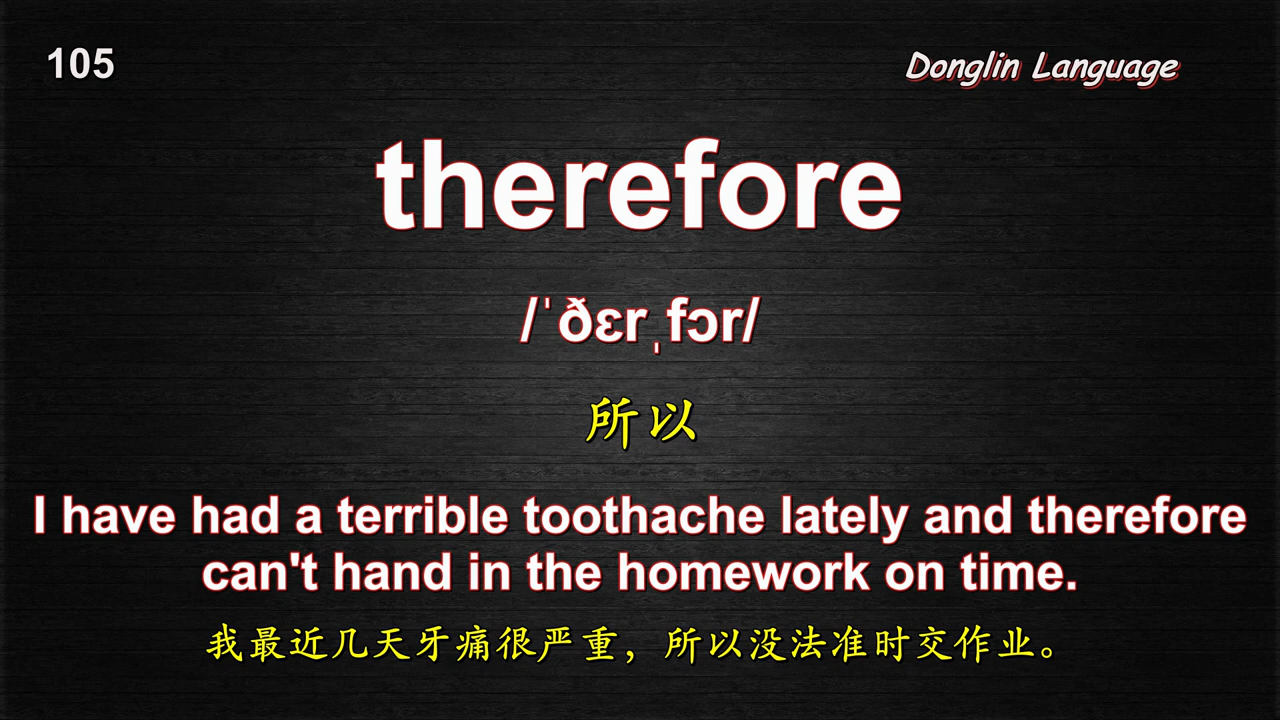 105
Donglin Language
therefore
/ˈðɛrˌfɔr/
所以
I have had a terrible toothache lately and therefore
can't hand in the homework on time.
我最近几天牙痛很严重，所以没法准时交作业。